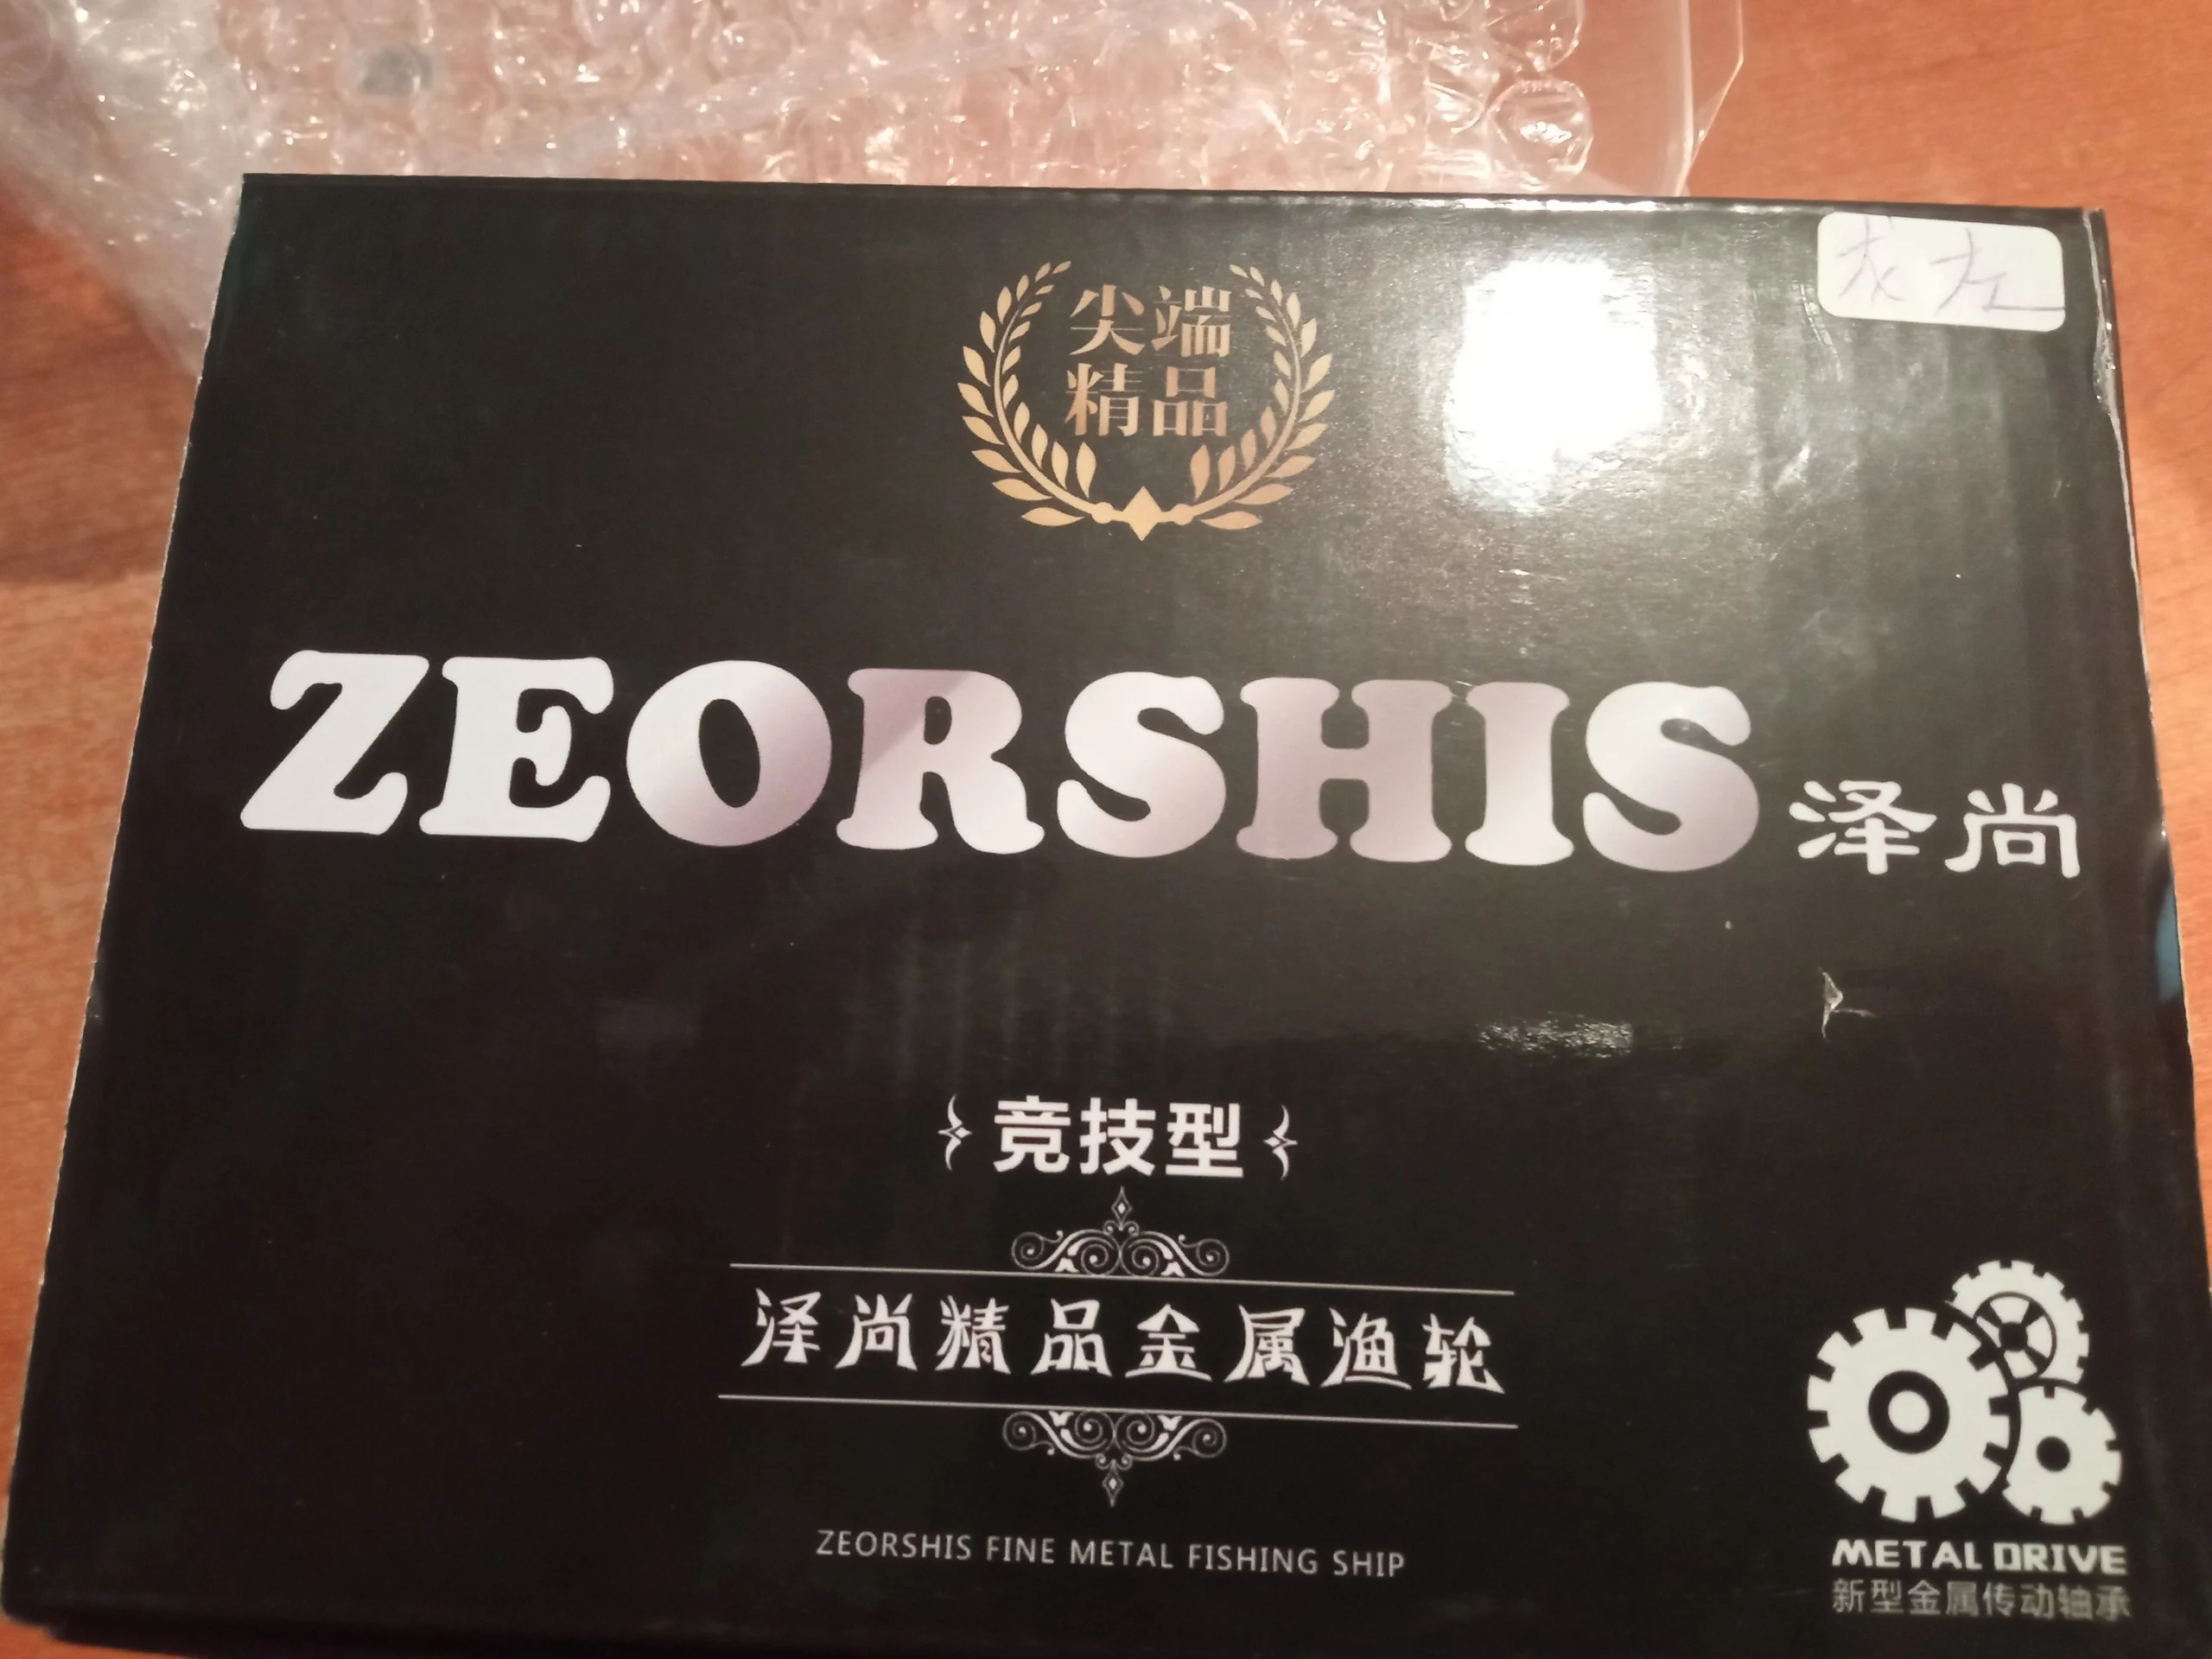 尖端
精品
ZEORSHIS 泽尚
竞技型
泽尚精品金属渔轮
ZEORSHIS FINE METAL FISHING SHIP
METAL DRIVE
新型金属传动轴承